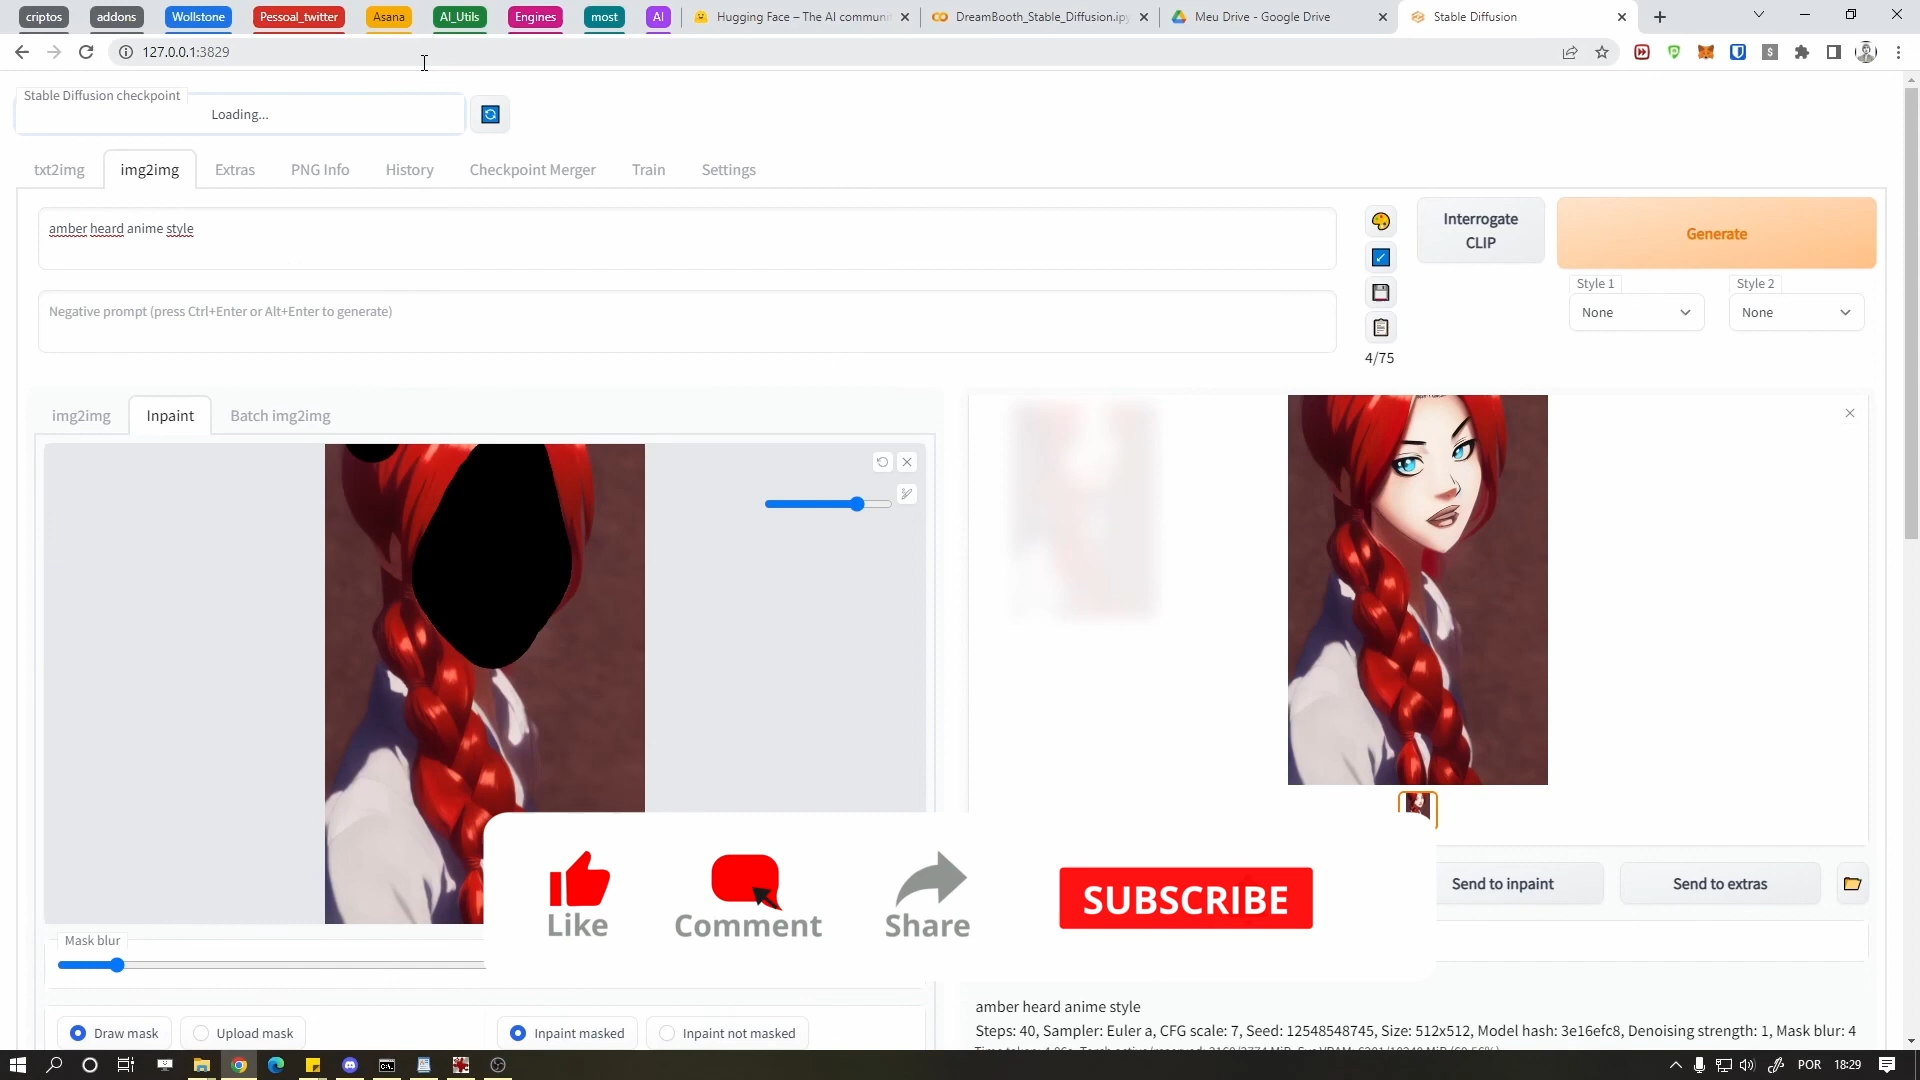 criptos addons Wollstone Pessoal_twitter Asana AI_Utils Engines most AI Hugging Face – The AI communi DreamBooth_Stable_Diffusion.ipy Meu Drive - Google Drive Stable Diffusion
127.0.0.1:3829
Stable Diffusion checkpoint
Loading...
txt2img img2img Extras PNG Info History Checkpoint Merger Train Settings
amber heard anime style
Interrogate CLIP
Generate
Negative prompt (press Ctrl+Enter or Alt+Enter to generate)
Style 1
None
Style 2
None
4/75
img2img Inpaint Batch img2img
Send to inpaint Send to extras
Like Comment Share SUBSCRIBE
Mask blur
Draw mask Upload mask Inpaint masked Inpaint not masked
amber heard anime style
Steps: 40, Sampler: Euler a, CFG scale: 7, Seed: 12548548745, Size: 512x512, Model hash: 3e16efc8, Denoising strength: 1, Mask blur: 4
POR 18:29